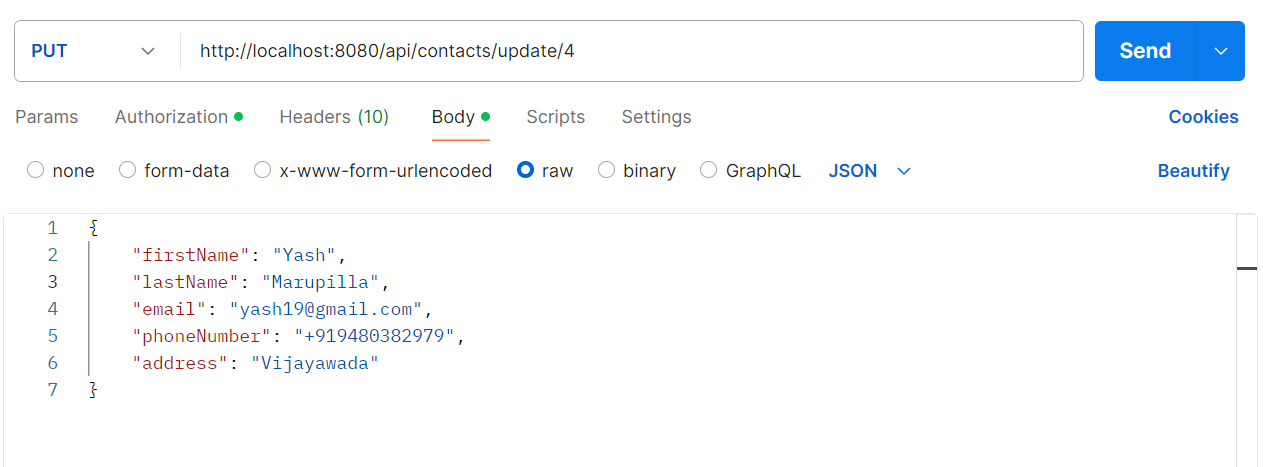 PUT http://localhost:8080/api/contacts/update/4 Send
Params Authorization Headers (10) Body Scripts Settings Cookies
none form-data x-www-form-urlencoded raw binary GraphQL JSON Beautify
1 {
2 "firstName": "Yash",
3 "lastName": "Marupilla",
4 "email": "yash19@gmail.com",
5 "phoneNumber": "+919480382979",
6 "address": "Vijayawada"
7 }